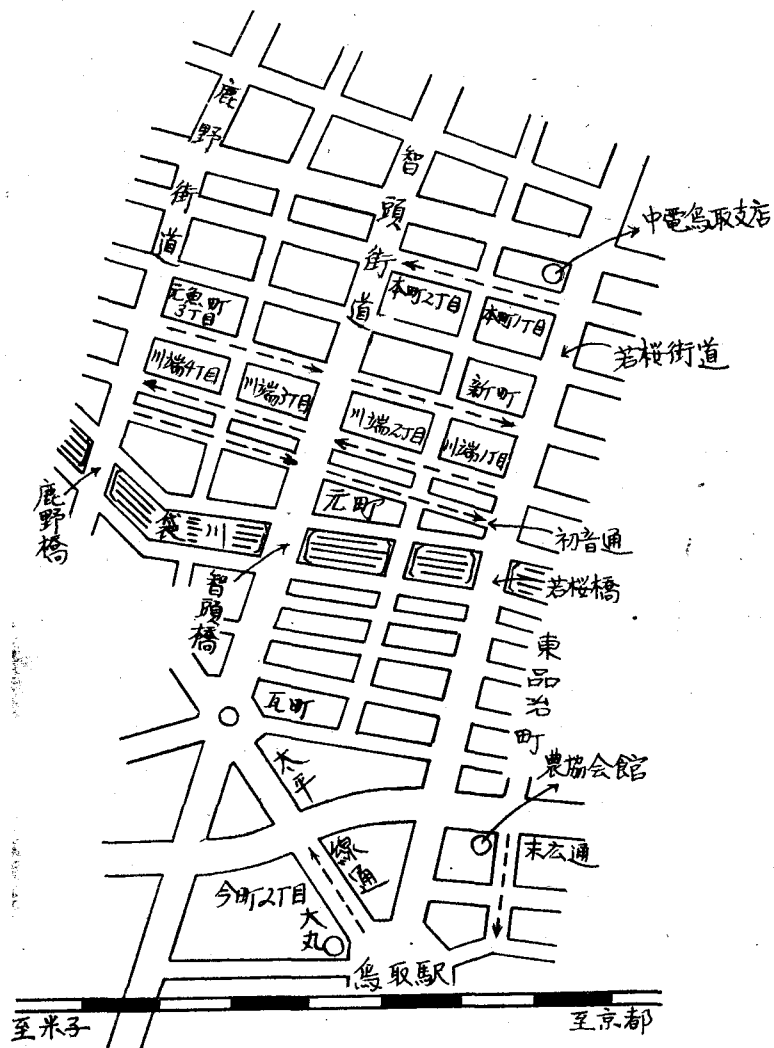 鹿野街道
智頭街道
中電鳥取支店
本町2丁目
本町1丁目
元魚町
3丁目
若桜街道
川端4丁目
川端3丁目
新町
川端2丁目
川端1丁目
元町
初音通
鹿野橋
袋川
智頭橋
若桜橋
東品治町
瓦町
太平線通
農協会館
末広通
今町2丁目
大丸
鳥取駅
至米子
至京都